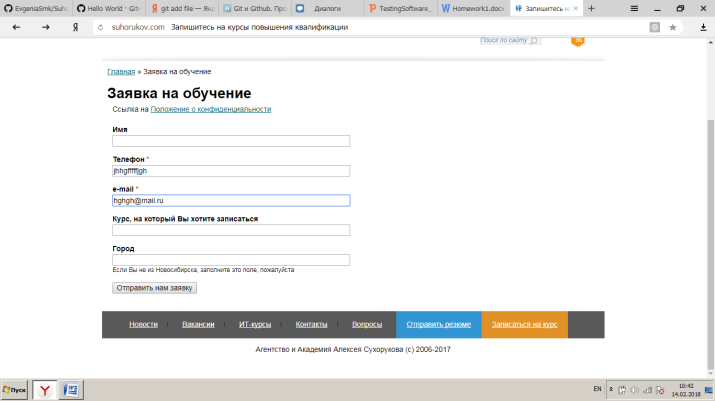 EvgeniaSmk/Suho
Hello World · Git
git add file — Янд
Git и Github. Про
Диалоги
TestingSoftware_
Homework1.docx
Запишитесь на
suhorukov.com Запишитесь на курсы повышения квалификации
Поиск по сайту
Главная » Заявка на обучение
Заявка на обучение
Ссылка на Положение о конфиденциальности
Имя
Телефон *
jhhgfffffjgh
e-mail *
hghgh@mail.ru
Курс, на который Вы хотите записаться
Город
Если Вы не из Новосибирска, заполните это поле, пожалуйста
Отправить нам заявку
Новости Вакансии ИТ-курсы Контакты Вопросы Отправить резюме Записаться на курс
Агентство и Академия Алексея Сухорукова (с) 2006-2017
Пуск
EN
10:42
14.02.2018